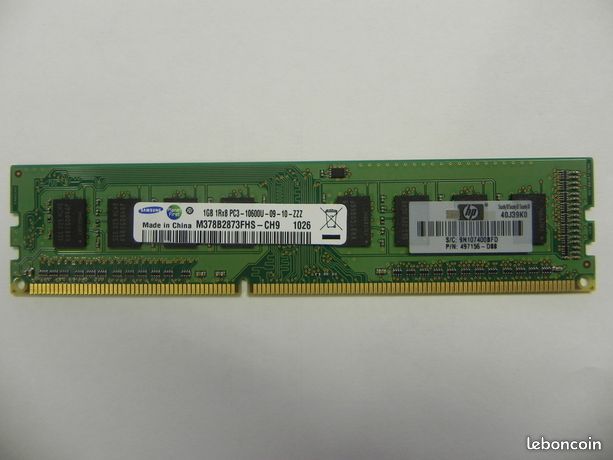 SAMSUNG
1GB 1Rx8 PC3-10600U-09-10-ZZZ
Made in China M378B2873FHS-CH9 1026
hp
40J39K0
S/C: 9N1074008FD
P/N: 497156-D88
leboncoin